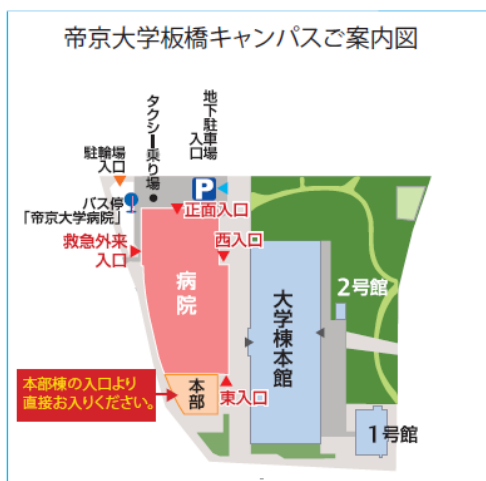 帝京大学板橋キャンパスご案内図
地下駐車場
入口
タクシー乗り場
駐輪場
入口
P
バス停
「帝京大学病院」
正面入口
救急外来
入口
西入口
病院
大学棟本館
2号館
本部棟の入口より
直接お入りください。
本部
東入口
1号館